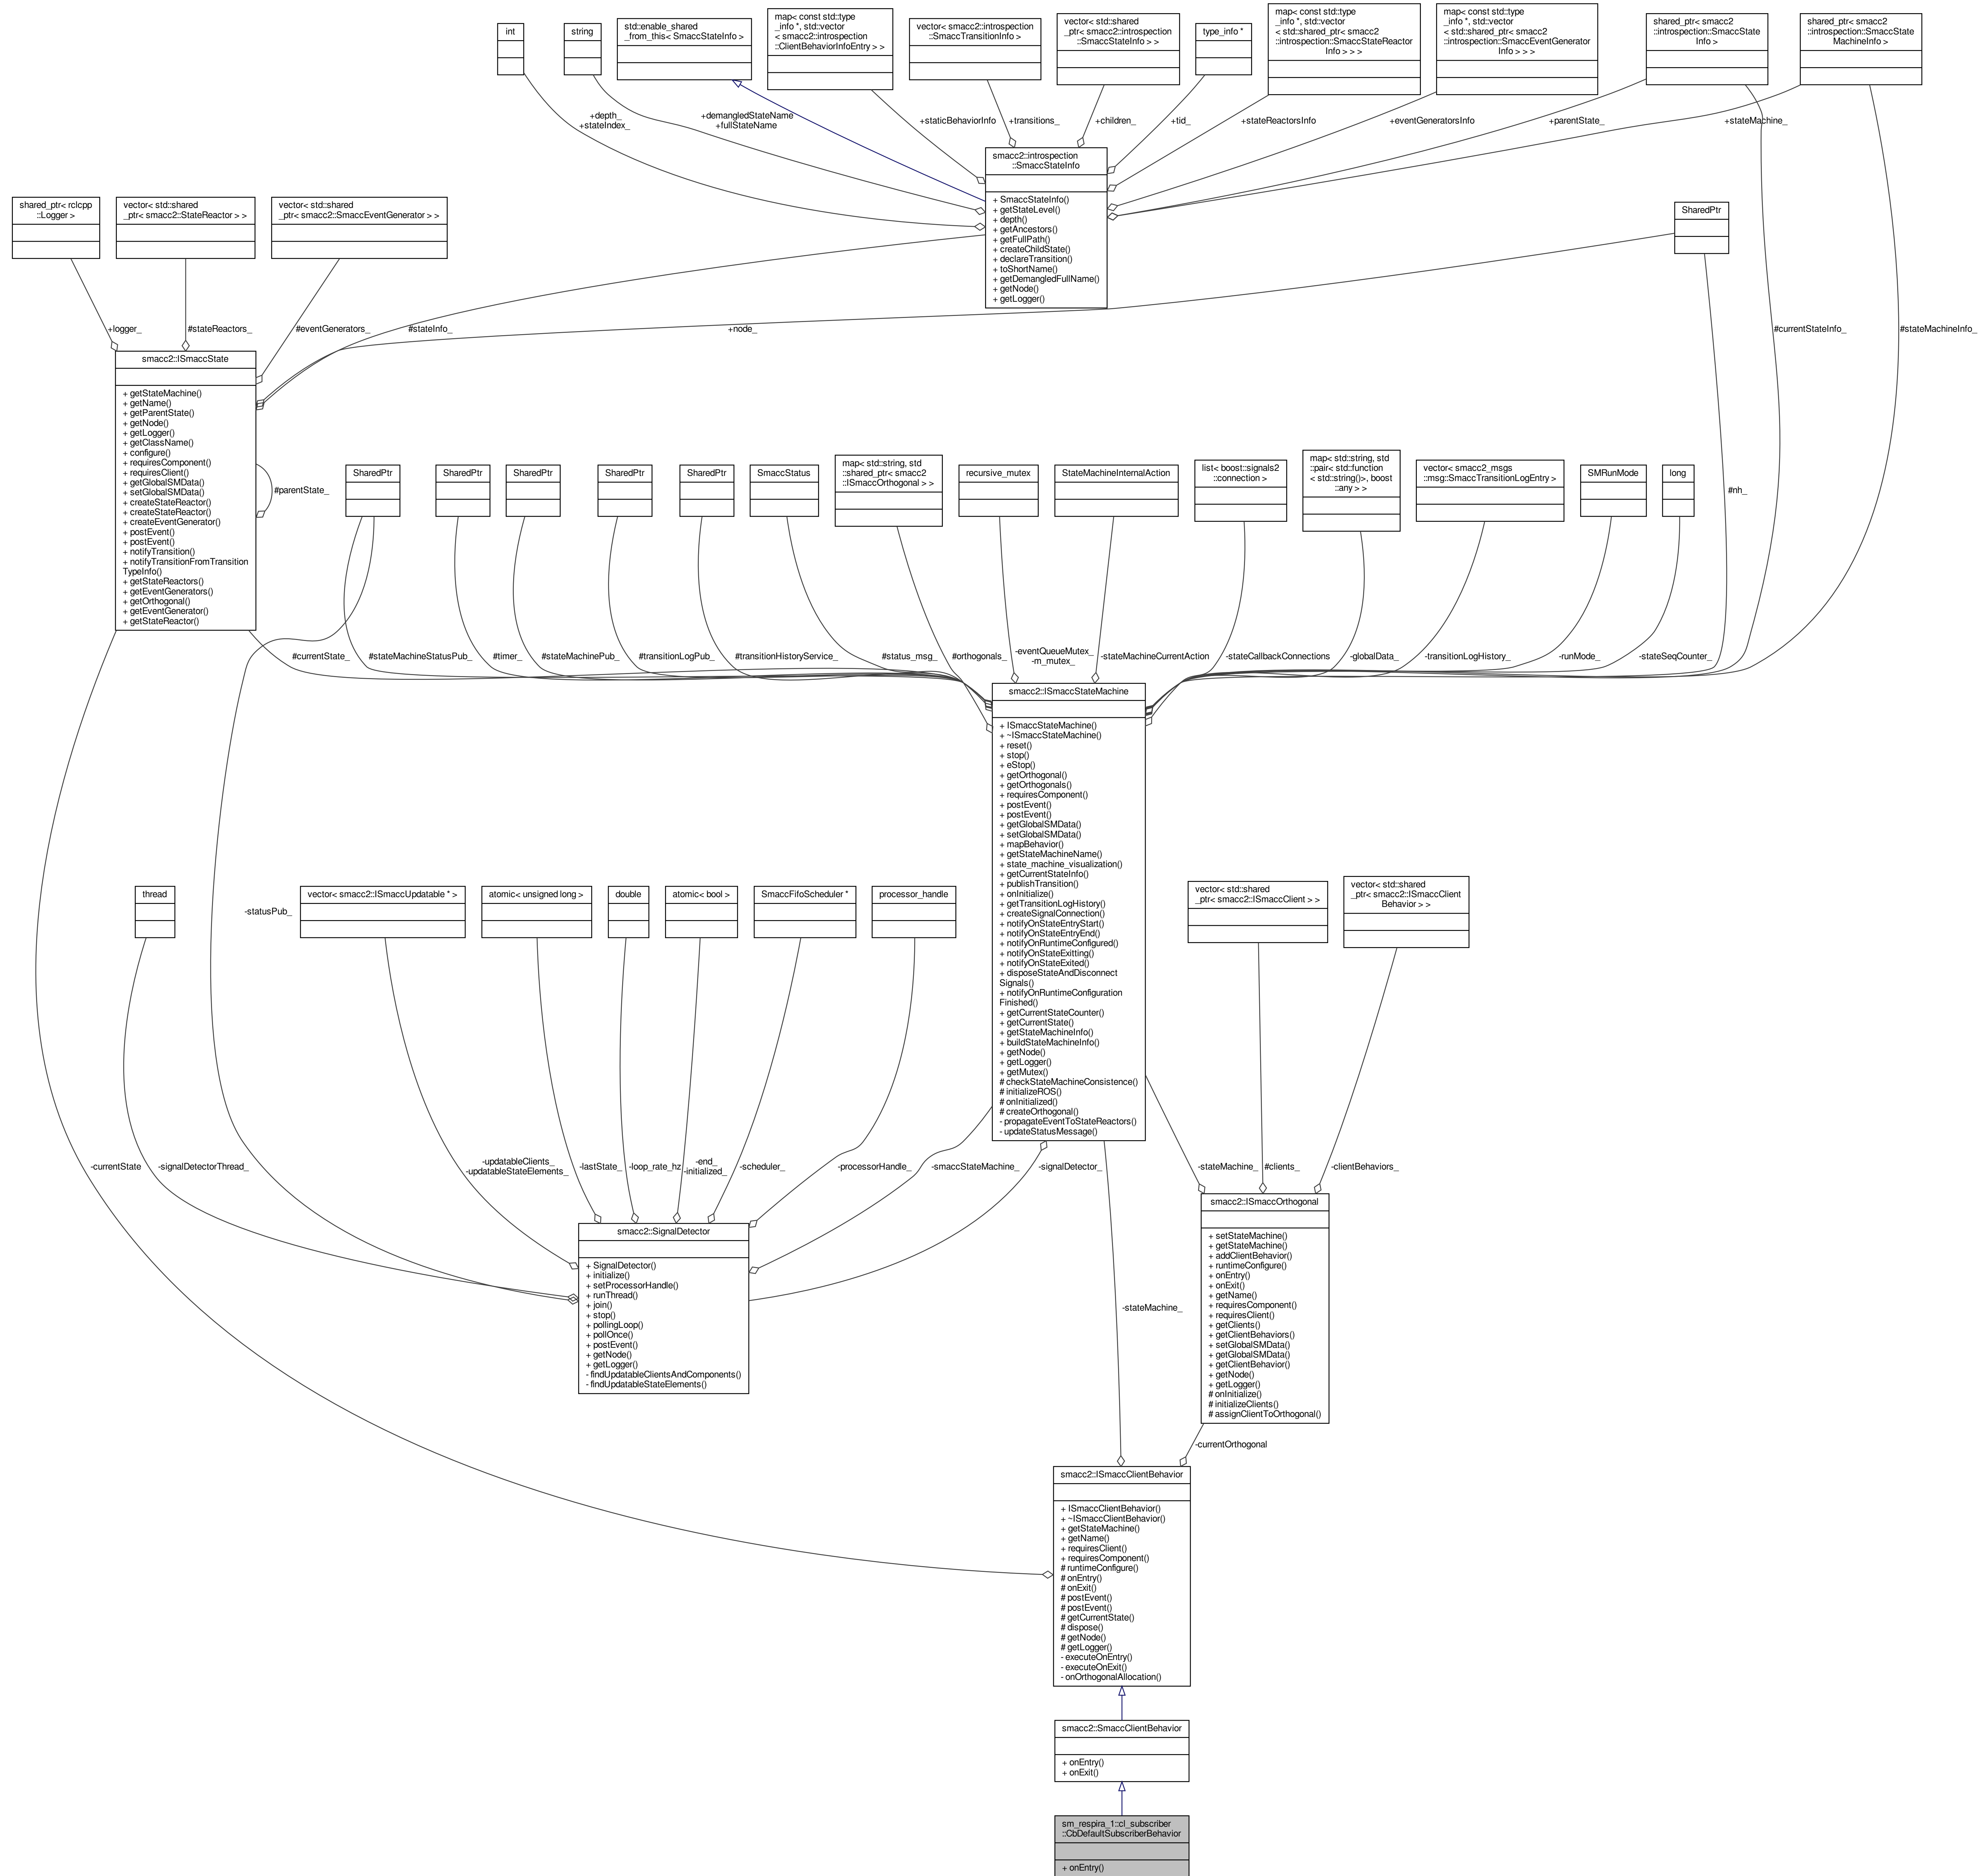 int
string
std::enable_shared
_from_this< SmaccStateInfo >
map< const std::type
_info *, std::vector
< smacc2::introspection
::ClientBehaviorInfoEntry > >
vector< smacc2::introspection
::SmaccTransitionInfo >
vector< std::shared
_ptr< smacc2::introspection
::SmaccStateInfo > >
type_info *
map< const std::type
_info *, std::vector
< std::shared_ptr< smacc2
::introspection::SmaccStateReactor
Info > > >
map< const std::type
_info *, std::vector
< std::shared_ptr< smacc2
::introspection::SmaccEventGenerator
Info > > >
shared_ptr< smacc2
::introspection::SmaccState
Info >
shared_ptr< smacc2
::introspection::SmaccState
MachineInfo >
+depth_
+stateIndex_
+demangledStateName
+fullStateName
+staticBehaviorInfo
+transitions_
+children_
+tid_
+stateReactorsInfo
+eventGeneratorsInfo
+parentState_
+stateMachine_
smacc2::introspection
::SmaccStateInfo
+ SmaccStateInfo()
+ getStateLevel()
+ depth()
+ getAncestors()
+ getFullPath()
+ createChildState()
+ declareTransition()
+ toShortName()
+ getDemangledFullName()
+ getNode()
+ getLogger()
shared_ptr< rclcpp
::Logger >
vector< std::shared
_ptr< smacc2::StateReactor > >
vector< std::shared
_ptr< smacc2::SmaccEventGenerator > >
SharedPtr
+logger_
#stateReactors_
#eventGenerators_
#stateInfo_
+node_
#currentStateInfo_
#stateMachineInfo_
smacc2::ISmaccState
+ getStateMachine()
+ getName()
+ getParentState()
+ getNode()
+ getLogger()
+ getClassName()
+ configure()
+ requiresComponent()
+ requiresClient()
+ getGlobalSMData()
+ setGlobalSMData()
+ createStateReactor()
+ createStateReactor()
+ createEventGenerator()
+ postEvent()
+ postEvent()
+ notifyTransition()
+ notifyTransitionFromTransition
TypeInfo()
+ getStateReactors()
+ getEventGenerators()
+ getOrthogonal()
+ getEventGenerator()
+ getStateReactor()
#parentState_
SharedPtr
SharedPtr
SharedPtr
SharedPtr
SharedPtr
SmaccStatus
map< std::string, std
::shared_ptr< smacc2
::ISmaccOrthogonal > >
recursive_mutex
StateMachineInternalAction
list< boost::signals2
::connection >
map< std::string, std
::pair< std::function
< std::string()>, boost
::any > >
vector< smacc2_msgs
::msg::SmaccTransitionLogEntry >
SMRunMode
long
#nh_
#currentState_
#stateMachineStatusPub_
#timer_
#stateMachinePub_
#transitionLogPub_
#transitionHistoryService_
#status_msg_
#orthogonals_
-eventQueueMutex_
-m_mutex_
-stateMachineCurrentAction
-stateCallbackConnections
-globalData_
-transitionLogHistory_
-runMode_
-stateSeqCounter_
smacc2::ISmaccStateMachine
+ ISmaccStateMachine()
+ ~ISmaccStateMachine()
+ reset()
+ stop()
+ eStop()
+ getOrthogonal()
+ getOrthogonals()
+ requiresComponent()
+ postEvent()
+ postEvent()
+ getGlobalSMData()
+ setGlobalSMData()
+ mapBehavior()
+ getStateMachineName()
+ state_machine_visualization()
+ getCurrentStateInfo()
+ publishTransition()
+ onInitialize()
+ getTransitionLogHistory()
+ createSignalConnection()
+ notifyOnStateEntryStart()
+ notifyOnStateEntryEnd()
+ notifyOnRuntimeConfigured()
+ notifyOnStateExitting()
+ notifyOnStateExited()
+ disposeStateAndDisconnect
Signals()
+ notifyOnRuntimeConfiguration
Finished()
+ getCurrentStateCounter()
+ getCurrentState()
+ getStateMachineInfo()
+ buildStateMachineInfo()
+ getNode()
+ getLogger()
+ getMutex()
# checkStateMachineConsistence()
# initializeROS()
# onInitialized()
# createOrthogonal()
- propagateEventToStateReactors()
- updateStatusMessage()
thread
-statusPub_
vector< smacc2::ISmaccUpdatable * >
atomic< unsigned long >
double
atomic< bool >
SmaccFifoScheduler *
processor_handle
vector< std::shared
_ptr< smacc2::ISmaccClient > >
vector< std::shared
_ptr< smacc2::ISmaccClient
Behavior > >
-currentState
-signalDetectorThread_
-updatableClients_
-updatableStateElements_
-lastState_
-loop_rate_hz
-end_
-initialized_
-scheduler_
-processorHandle_
-smaccStateMachine_
-signalDetector_
-stateMachine_
#clients_
-clientBehaviors_
smacc2::SignalDetector
+ SignalDetector()
+ initialize()
+ setProcessorHandle()
+ runThread()
+ join()
+ stop()
+ pollingLoop()
+ pollOnce()
+ postEvent()
+ getNode()
+ getLogger()
- findUpdatableClientsAndComponents()
- findUpdatableStateElements()
smacc2::ISmaccOrthogonal
+ setStateMachine()
+ getStateMachine()
+ addClientBehavior()
+ runtimeConfigure()
+ onEntry()
+ onExit()
+ getName()
+ requiresComponent()
+ requiresClient()
+ getClients()
+ getClientBehaviors()
+ setGlobalSMData()
+ getGlobalSMData()
+ getClientBehavior()
+ getNode()
+ getLogger()
# onInitialize()
# initializeClients()
# assignClientToOrthogonal()
-stateMachine_
-currentOrthogonal
smacc2::ISmaccClientBehavior
+ ISmaccClientBehavior()
+ ~ISmaccClientBehavior()
+ getStateMachine()
+ getName()
+ requiresClient()
+ requiresComponent()
# runtimeConfigure()
# onEntry()
# onExit()
# postEvent()
# postEvent()
# getCurrentState()
# dispose()
# getNode()
# getLogger()
- executeOnEntry()
- executeOnExit()
- onOrthogonalAllocation()
smacc2::SmaccClientBehavior
+ onEntry()
+ onExit()
sm_respira_1::cl_subscriber
::CbDefaultSubscriberBehavior
+ onEntry()